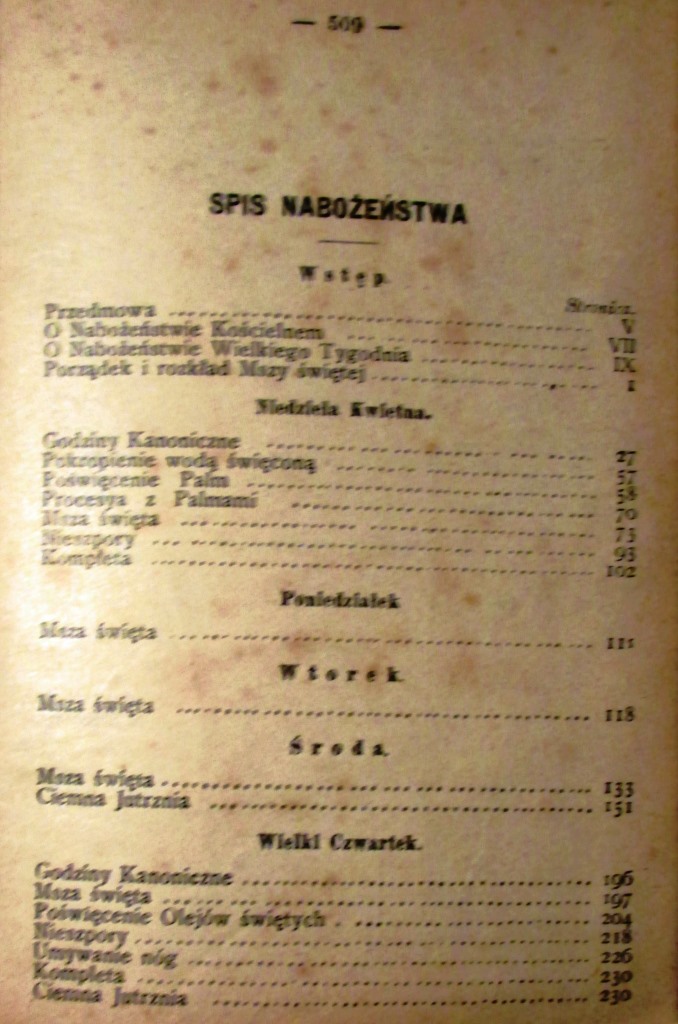 — 509 —
SPIS NABOŻEŃSTWA
Wstęp.
Stronica.
Przedmowa ........ V
O Nabożeństwie Kościelnem ........ VII
O Nabożeństwie Wielkiego Tygodnia ........ IX
Porządek i rozkład Mszy świętej ........ 1
Niedziela Kwietna.
Godziny Kanoniczne ........ 27
Pokropienie wodą święconą ........ 57
Poświęcenie Palm ........ 58
Procesya z Palmami ........ 70
Msza święta ........ 73
Nieszpory ........ 93
Kompleta ........ 102
Poniedziałek
Msza święta ........ 111
Wtorek.
Msza święta ........ 118
Środa.
Msza święta ........ 133
Ciemna Jutrznia ........ 151
Wielki Czwartek.
Godziny Kanoniczne ........ 196
Msza święta ........ 197
Poświęcenie Olejów świętych ........ 204
Nieszpory ........ 218
Umywanie nóg ........ 226
Kompleta ........ 230
Ciemna Jutrznia ........ 230